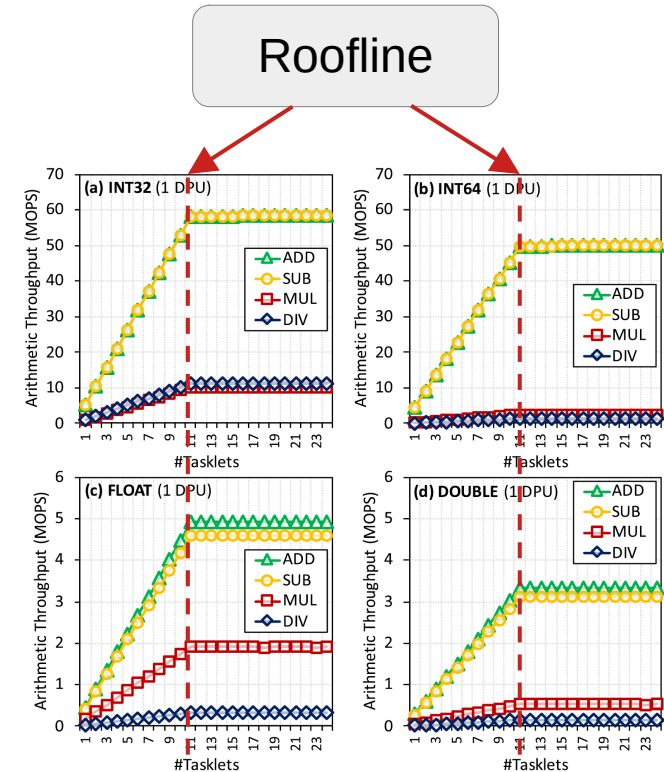 Roofline
Arithmetic Throughput (MOPS)
70
60
50
40
30
20
10
0
(a) INT32 (1 DPU)
ADD
SUB
MUL
DIV
1
3
5
7
9
11
13
15
17
19
21
23
#Tasklets
Arithmetic Throughput (MOPS)
70
60
50
40
30
20
10
0
(b) INT64 (1 DPU)
ADD
SUB
MUL
DIV
1
3
5
7
9
11
13
15
17
19
21
23
#Tasklets
Arithmetic Throughput (MOPS)
6
5
4
3
2
1
0
(c) FLOAT (1 DPU)
ADD
SUB
MUL
DIV
1
3
5
7
9
11
13
15
17
19
21
23
#Tasklets
Arithmetic Throughput (MOPS)
6
5
4
3
2
1
0
(d) DOUBLE (1 DPU)
ADD
SUB
MUL
DIV
1
3
5
7
9
11
13
15
17
19
21
23
#Tasklets